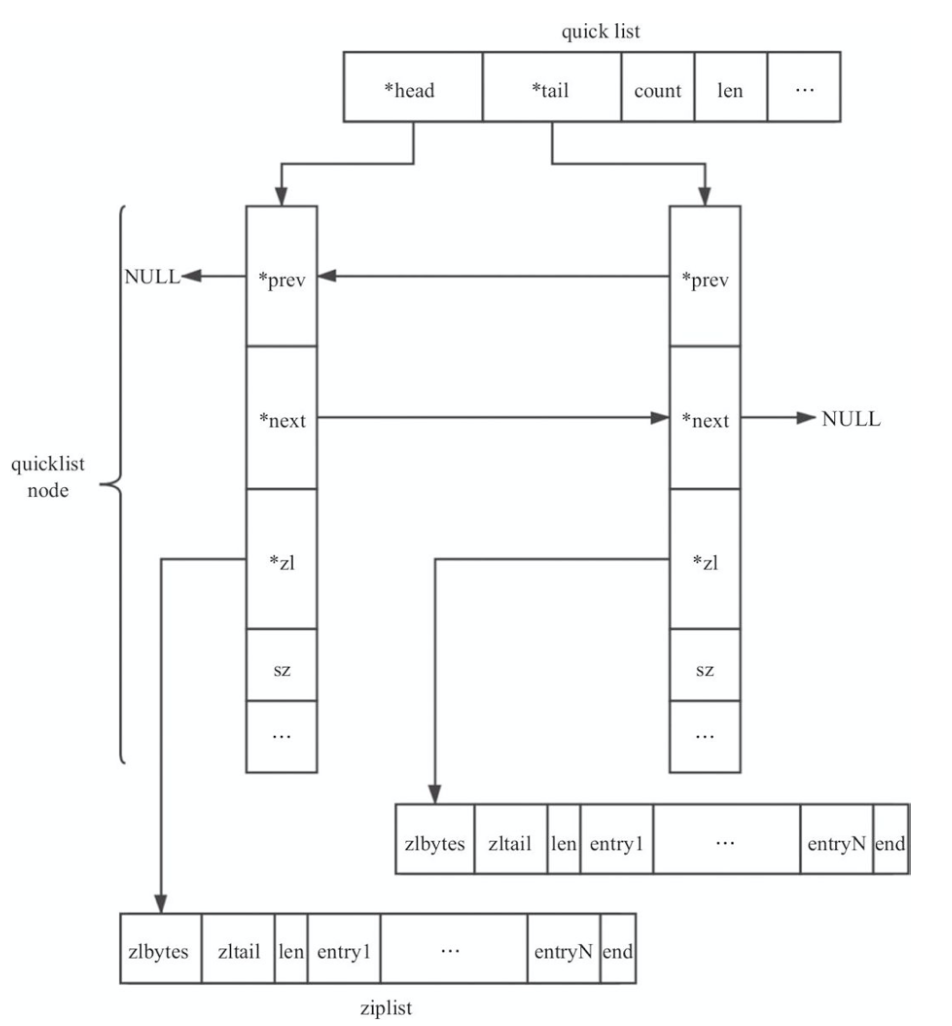 quick list
*head *tail count len ...
NULL *prev *prev
*next *next NULL
quicklist
node
*zl *zl
sz sz
... ...
zlbytes zltail len entry1 ... entryN end
zlbytes zltail len entry1 ... entryN end
ziplist